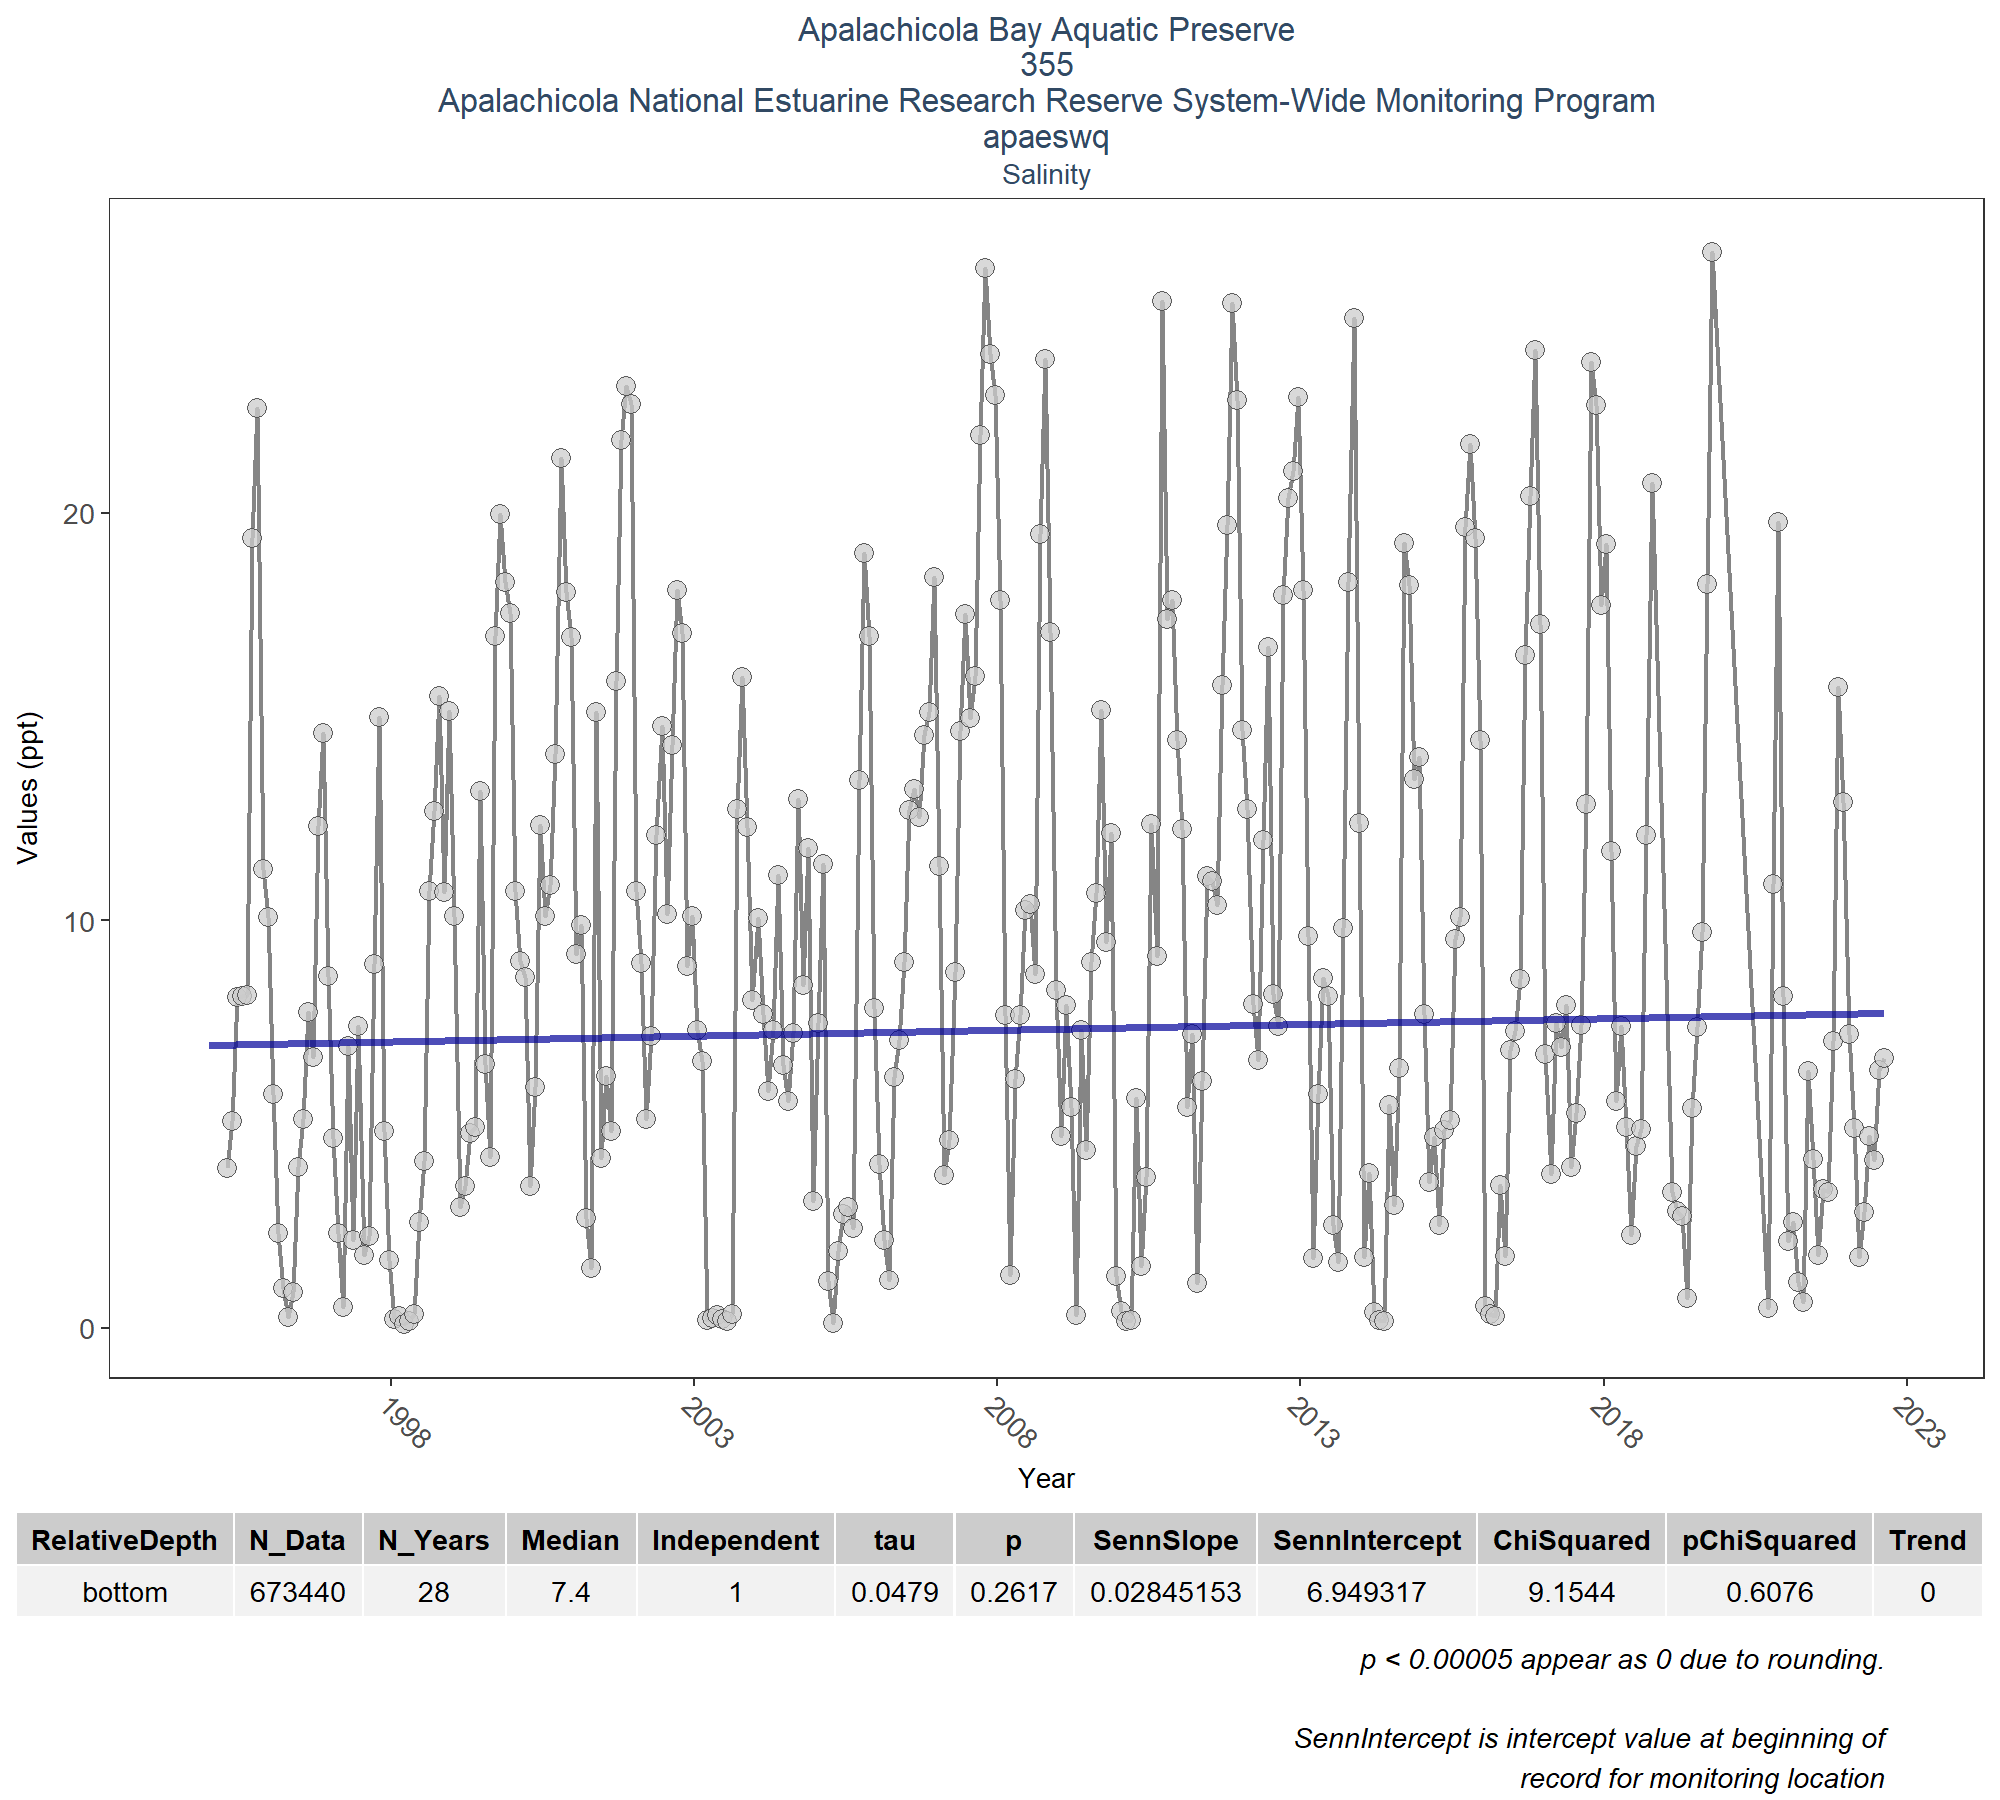 Apalachicola Bay Aquatic Preserve
355
Apalachicola National Estuarine Research Reserve System-Wide Monitoring Program
apaeswq
Salinity
Values (ppt)
20
10
0
1998 2003 2008 2013 2018 2023
Year
RelativeDepth N_Data N_Years Median Independent tau p SennSlope SennIntercept ChiSquared pChiSquared Trend
bottom 673440 28 7.4 1 0.0479 0.2617 0.02845153 6.949317 9.1544 0.6076 0
p < 0.00005 appear as 0 due to rounding.
SennIntercept is intercept value at beginning of
record for monitoring location